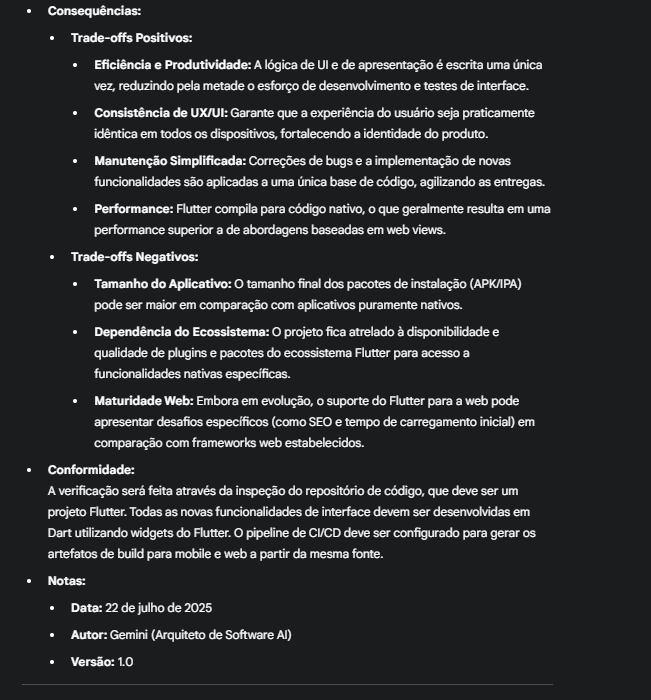 Consequências:
Trade-offs Positivos:
Eficiência e Produtividade: A lógica de UI e de apresentação é escrita uma única
vez, reduzindo pela metade o esforço de desenvolvimento e testes de interface.
Consistência de UX/UI: Garante que a experiência do usuário seja praticamente
idêntica em todos os dispositivos, fortalecendo a identidade do produto.
Manutenção Simplificada: Correções de bugs e a implementação de novas
funcionalidades são aplicadas a uma única base de código, agilizando as entregas.
Performance: Flutter compila para código nativo, o que geralmente resulta em uma
performance superior a de abordagens baseadas em web views.
Trade-offs Negativos:
Tamanho do Aplicativo: O tamanho final dos pacotes de instalação (APK/IPA)
pode ser maior em comparação com aplicativos puramente nativos.
Dependência do Ecossistema: O projeto fica atrelado à disponibilidade e
qualidade de plugins e pacotes do ecossistema Flutter para acesso a
funcionalidades nativas específicas.
Maturidade Web: Embora em evolução, o suporte do Flutter para a web pode
apresentar desafios específicos (como SEO e tempo de carregamento inicial) em
comparação com frameworks web estabelecidos.
Conformidade:
A verificação será feita através da inspeção do repositório de código, que deve ser um
projeto Flutter. Todas as novas funcionalidades de interface devem ser desenvolvidas em
Dart utilizando widgets do Flutter. O pipeline de CI/CD deve ser configurado para gerar os
artefatos de build para mobile e web a partir da mesma fonte.
Notas:
Data: 22 de julho de 2025
Autor: Gemini (Arquiteto de Software AI)
Versão: 1.0